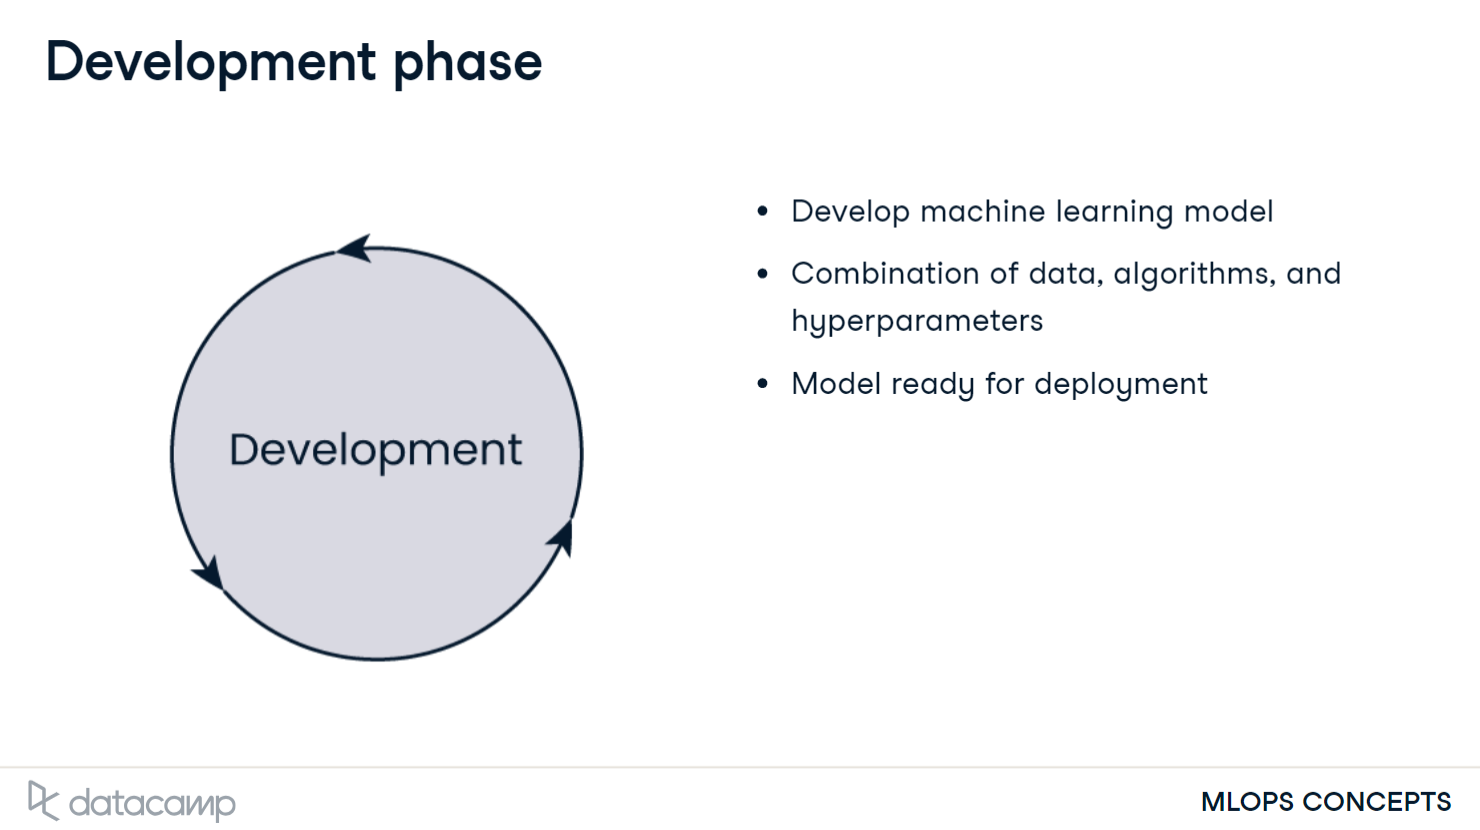 Development phase
Development
• Develop machine learning model
• Combination of data, algorithms, and
hyperparameters
• Model ready for deployment
datacamp
MLOPS CONCEPTS